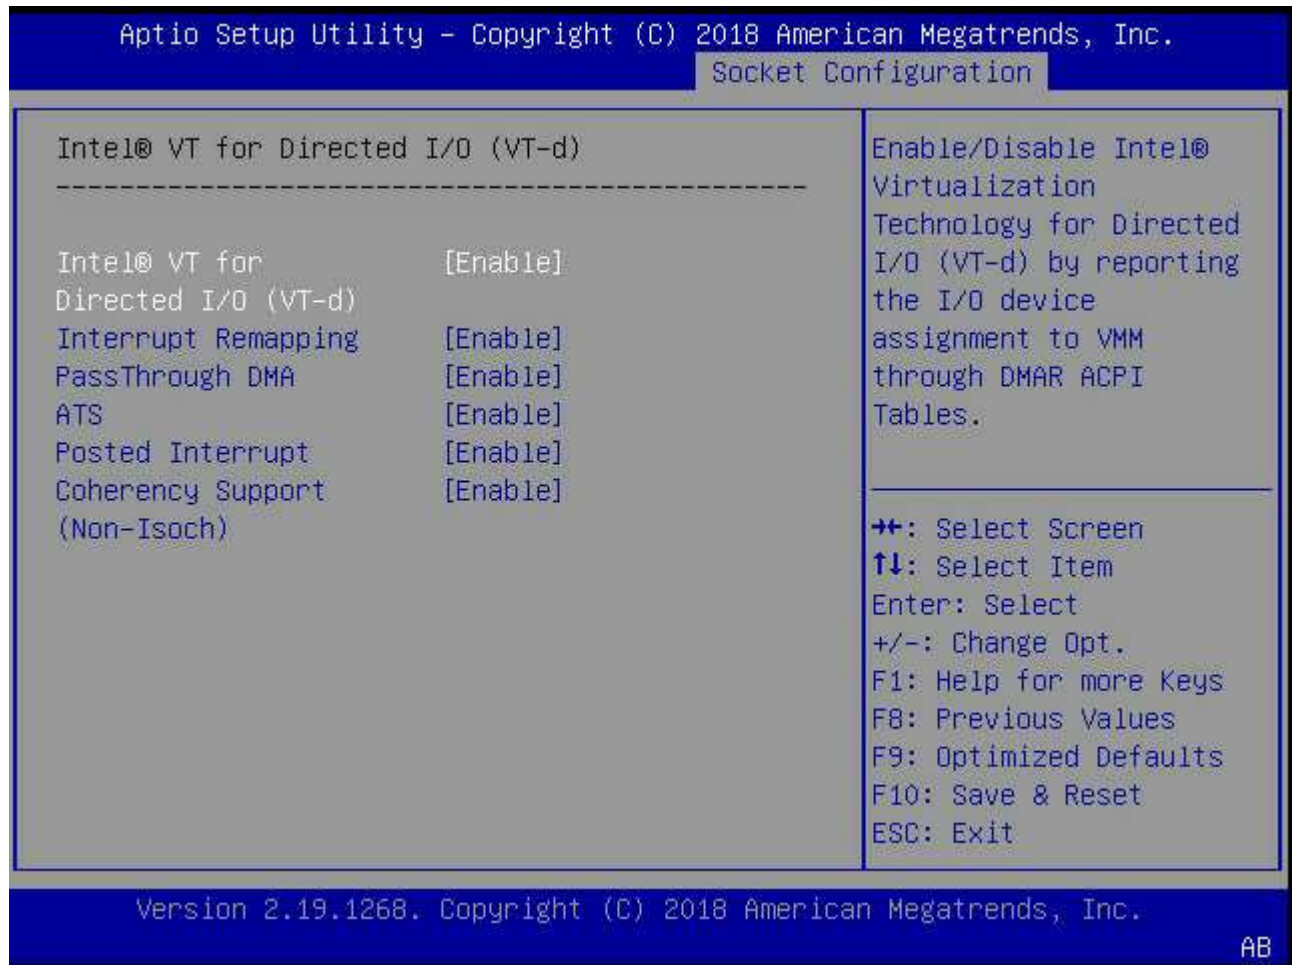 Aptio Setup Utility – Copyright (C) 2018 American Megatrends, Inc.
Socket Configuration
Intel® VT for Directed I/O (VT-d)
-----------------------------------------------
Intel® VT for [Enable]
Directed I/O (VT-d)
Interrupt Remapping [Enable]
PassThrough DMA [Enable]
ATS [Enable]
Posted Interrupt [Enable]
Coherency Support [Enable]
(Non-Isoch)
Enable/Disable Intel®
Virtualization
Technology for Directed
I/O (VT-d) by reporting
the I/O device
assignment to VMM
through DMAR ACPI
Tables.
→←: Select Screen
↑↓: Select Item
Enter: Select
+/-: Change Opt.
F1: Help for more Keys
F8: Previous Values
F9: Optimized Defaults
F10: Save & Reset
ESC: Exit
Version 2.19.1268. Copyright (C) 2018 American Megatrends, Inc.
AB